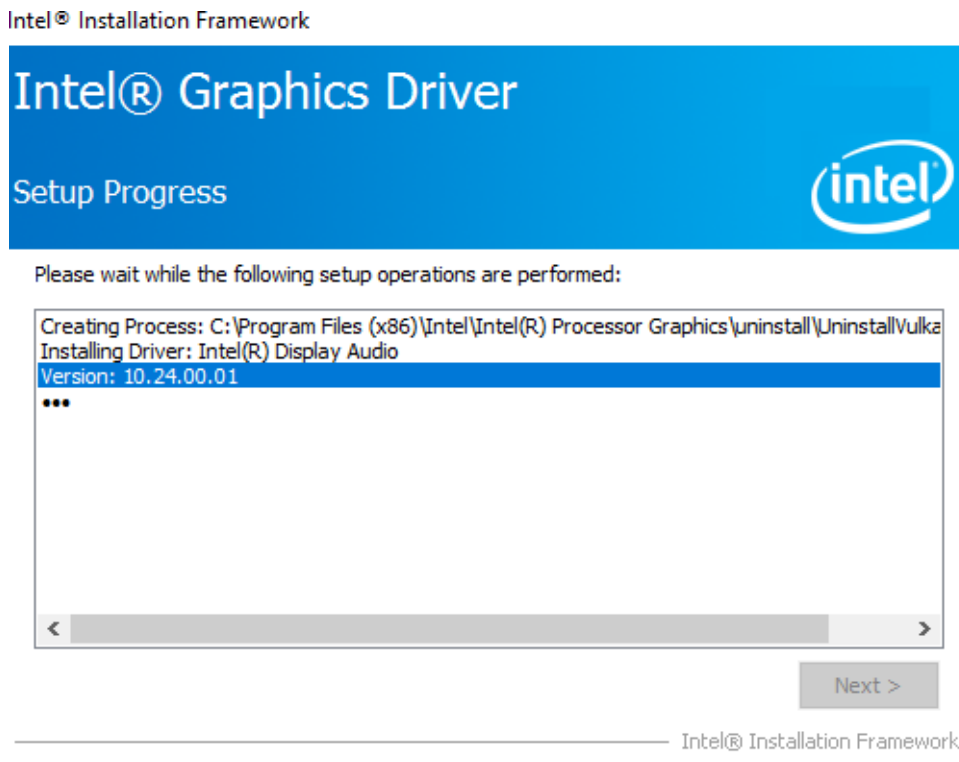 Intel® Installation Framework
Intel® Graphics Driver
Setup Progress
intel
Please wait while the following setup operations are performed:
Creating Process: C:\Program Files (x86)\Intel\Intel(R) Processor Graphics\uninstall\UninstallVulka
Installing Driver: Intel(R) Display Audio
Version: 10.24.00.01
•••
Next >
Intel® Installation Framework